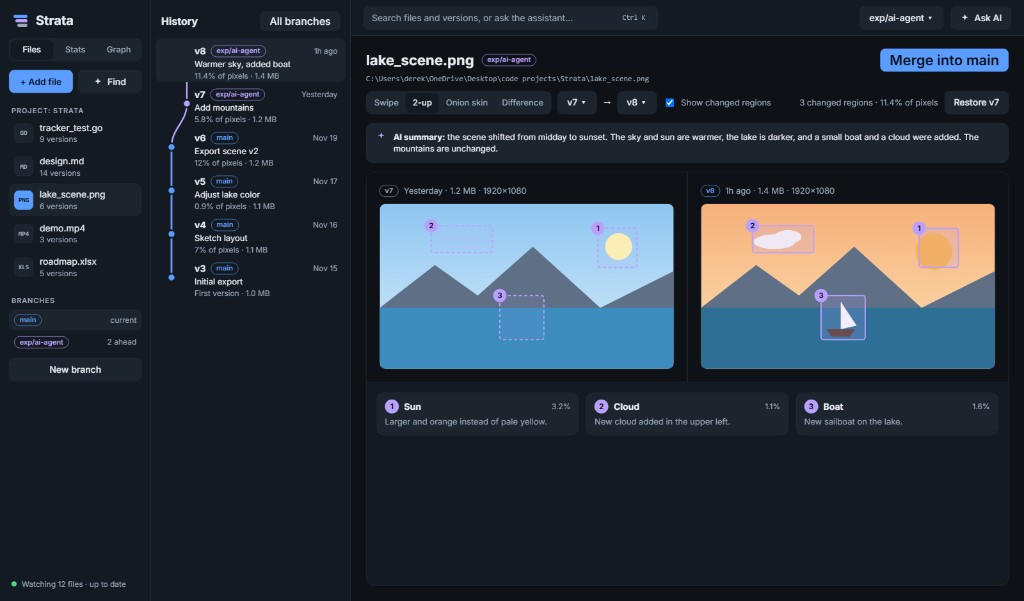 Strata
Files
Stats
Graph
+ Add file
Find
PROJECT: STRATA
GO
tracker_test.go
9 versions
MD
design.md
14 versions
PNG
lake_scene.png
6 versions
MP4
demo.mp4
3 versions
XLS
roadmap.xlsx
5 versions
BRANCHES
main
current
exp/ai-agent
2 ahead
New branch
Watching 12 files · up to date
History
All branches
v8 exp/ai-agent 1h ago
Warmer sky, added boat
11.4% of pixels · 1.4 MB
v7 exp/ai-agent Yesterday
Add mountains
5.8% of pixels · 1.2 MB
v6 main Nov 19
Export scene v2
12% of pixels · 1.2 MB
v5 main Nov 17
Adjust lake color
0.9% of pixels · 1.1 MB
v4 main Nov 16
Sketch layout
7% of pixels · 1.1 MB
v3 main Nov 15
Initial export
First version · 1.0 MB
Search files and versions, or ask the assistant... Ctrl K
exp/ai-agent
Ask AI
lake_scene.png exp/ai-agent
Merge into main
C:\Users\derek\OneDrive\Desktop\code projects\Strata\lake_scene.png
Swipe 2-up Onion skin Difference
v7 → v8
Show changed regions
3 changed regions · 11.4% of pixels
Restore v7
AI summary: the scene shifted from midday to sunset. The sky and sun are warmer, the lake is darker, and a small boat and a cloud were added. The
mountains are unchanged.
v7 Yesterday · 1.2 MB · 1920×1080
2
1
3
v8 1h ago · 1.4 MB · 1920×1080
2
1
3
1 Sun 3.2%
Larger and orange instead of pale yellow.
2 Cloud 1.1%
New cloud added in the upper left.
3 Boat 1.6%
New sailboat on the lake.